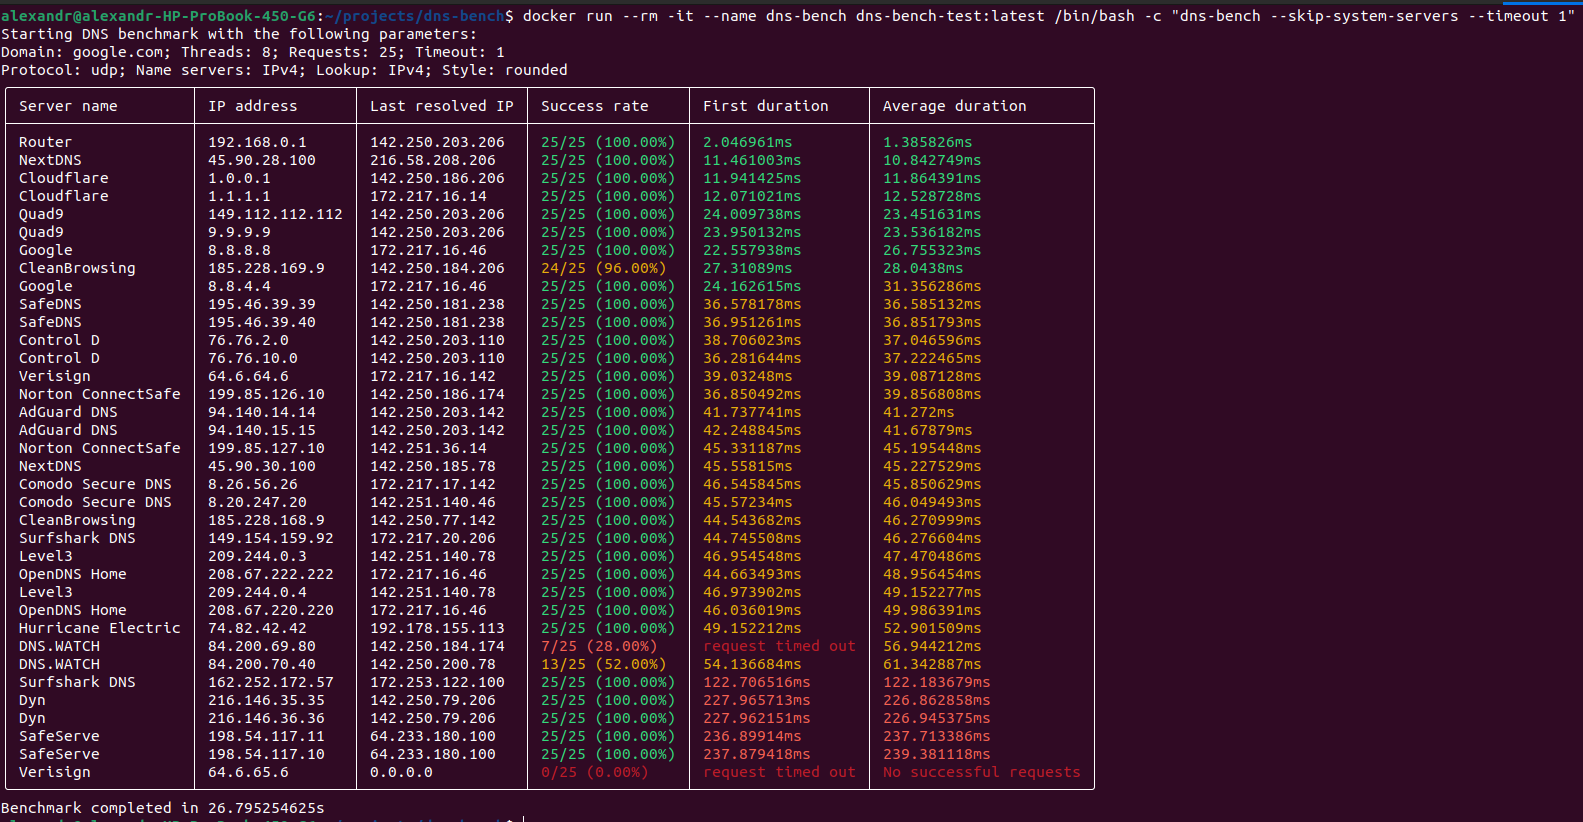 alexandr@alexandr-HP-ProBook-450-G6:~/projects/dns-bench$ docker run --rm -it --name dns-bench dns-bench-test:latest /bin/bash -c "dns-bench --skip-system-servers --timeout 1"
Starting DNS benchmark with the following parameters:
Domain: google.com; Threads: 8; Requests: 25; Timeout: 1
Protocol: udp; Name servers: IPv4; Lookup: IPv4; Style: rounded
Server name IP address Last resolved IP Success rate First duration Average duration
Router 192.168.0.1 142.250.203.206 25/25 (100.00%) 2.046961ms 1.385826ms
NextDNS 45.90.28.100 216.58.208.206 25/25 (100.00%) 11.461003ms 10.842749ms
Cloudflare 1.0.0.1 142.250.186.206 25/25 (100.00%) 11.941425ms 11.864391ms
Cloudflare 1.1.1.1 172.217.16.14 25/25 (100.00%) 12.071021ms 12.528728ms
Quad9 149.112.112.112 142.250.203.206 25/25 (100.00%) 24.009738ms 23.451631ms
Quad9 9.9.9.9 142.250.203.206 25/25 (100.00%) 23.950132ms 23.536182ms
Google 8.8.8.8 172.217.16.46 25/25 (100.00%) 22.557938ms 26.755323ms
CleanBrowsing 185.228.169.9 142.250.184.206 24/25 (96.00%) 27.31089ms 28.0438ms
Google 8.8.4.4 172.217.16.46 25/25 (100.00%) 24.162615ms 31.356286ms
SafeDNS 195.46.39.39 142.250.181.238 25/25 (100.00%) 36.578178ms 36.585132ms
SafeDNS 195.46.39.40 142.250.181.238 25/25 (100.00%) 36.951261ms 36.851793ms
Control D 76.76.2.0 142.250.203.110 25/25 (100.00%) 38.706023ms 37.046596ms
Control D 76.76.10.0 142.250.203.110 25/25 (100.00%) 36.281644ms 37.222465ms
Verisign 64.6.64.6 172.217.16.142 25/25 (100.00%) 39.03248ms 39.087128ms
Norton ConnectSafe 199.85.126.10 142.250.186.174 25/25 (100.00%) 36.850492ms 39.856808ms
AdGuard DNS 94.140.14.14 142.250.203.142 25/25 (100.00%) 41.737741ms 41.272ms
AdGuard DNS 94.140.15.15 142.250.203.142 25/25 (100.00%) 42.248845ms 41.67879ms
Norton ConnectSafe 199.85.127.10 142.251.36.14 25/25 (100.00%) 45.331187ms 45.195448ms
NextDNS 45.90.30.100 142.250.185.78 25/25 (100.00%) 45.55815ms 45.227529ms
Comodo Secure DNS 8.26.56.26 172.217.17.142 25/25 (100.00%) 46.545845ms 45.850629ms
Comodo Secure DNS 8.20.247.20 142.251.140.46 25/25 (100.00%) 45.57234ms 46.049493ms
CleanBrowsing 185.228.168.9 142.250.77.142 25/25 (100.00%) 44.543682ms 46.270999ms
Surfshark DNS 149.154.159.92 172.217.20.206 25/25 (100.00%) 44.745508ms 46.276604ms
Level3 209.244.0.3 142.251.140.78 25/25 (100.00%) 46.954548ms 47.470486ms
OpenDNS Home 208.67.222.222 172.217.16.46 25/25 (100.00%) 44.663493ms 48.956454ms
Level3 209.244.0.4 142.251.140.78 25/25 (100.00%) 46.973902ms 49.152277ms
OpenDNS Home 208.67.220.220 172.217.16.46 25/25 (100.00%) 46.036019ms 49.986391ms
Hurricane Electric 74.82.42.42 192.178.155.113 25/25 (100.00%) 49.152212ms 52.901509ms
DNS.WATCH 84.200.69.80 142.250.184.174 7/25 (28.00%) request timed out 56.944212ms
DNS.WATCH 84.200.70.40 142.250.200.78 13/25 (52.00%) 54.136684ms 61.342887ms
Surfshark DNS 162.252.172.57 172.253.122.100 25/25 (100.00%) 122.706516ms 122.183679ms
Dyn 216.146.35.35 142.250.79.206 25/25 (100.00%) 227.965713ms 226.862858ms
Dyn 216.146.36.36 142.250.79.206 25/25 (100.00%) 227.962151ms 226.945375ms
SafeServe 198.54.117.11 64.233.180.100 25/25 (100.00%) 236.89914ms 237.713386ms
SafeServe 198.54.117.10 64.233.180.100 25/25 (100.00%) 237.879418ms 239.381118ms
Verisign 64.6.65.6 0.0.0.0 0/25 (0.00%) request timed out No successful requests
Benchmark completed in 26.795254625s